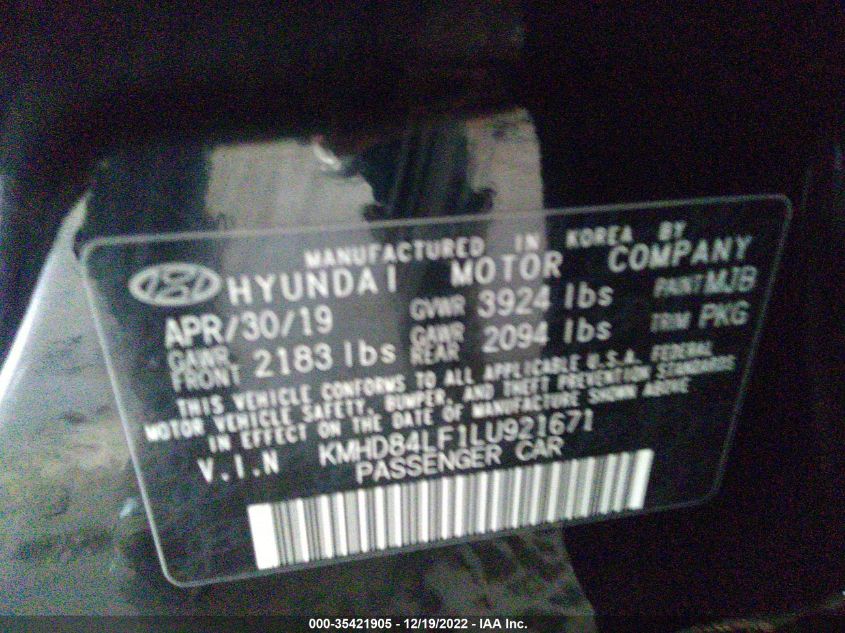 MANUFACTURED IN KOREA BY
HYUNDAI MOTOR COMPANY
APR/30/19 GVWR 3924 lbs PAINT MJB
GAWR FRONT 2183 lbs GAWR REAR 2094 lbs TRIM PKG
THIS VEHICLE CONFORMS TO ALL APPLICABLE U.S.A. FEDERAL
MOTOR VEHICLE SAFETY, BUMPER, AND THEFT PREVENTION STANDARDS
IN EFFECT ON THE DATE OF MANUFACTURE SHOWN ABOVE
V.I.N KMHD84LF1LU921671
PASSENGER CAR
000-35421905 - 12/19/2022 - IAA Inc.